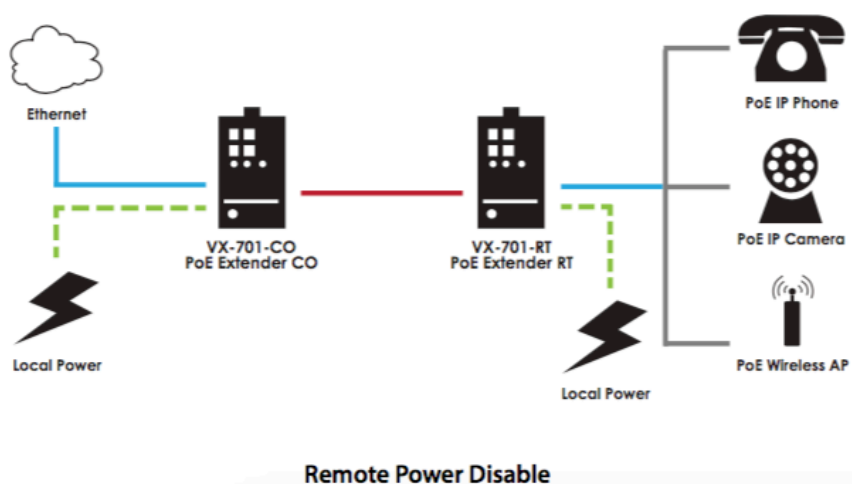 PoE IP Phone
Ethernet
PoE IP Camera
VX-701-CO
PoE Extender CO
VX-701-RT
PoE Extender RT
Local Power
PoE Wireless AP
Local Power
Remote Power Disable